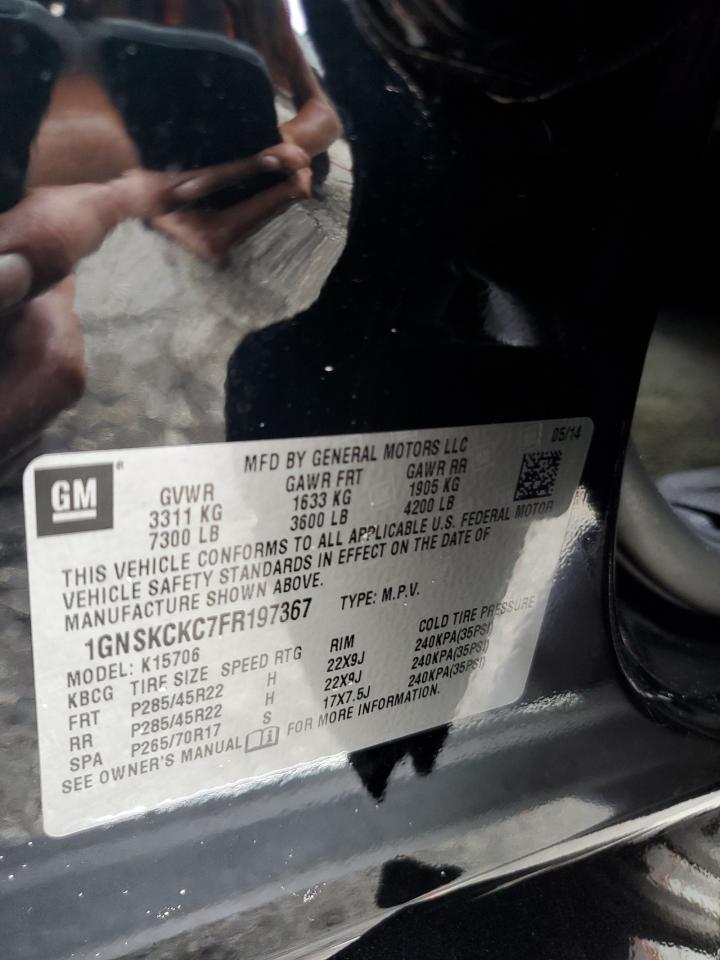 05/14
MFD BY GENERAL MOTORS LLC
GM
GVWR GAWR FRT GAWR RR
3311 KG 1633 KG 1905 KG
7300 LB 3600 LB 4200 LB
THIS VEHICLE CONFORMS TO ALL APPLICABLE U.S. FEDERAL MOTOR
VEHICLE SAFETY STANDARDS IN EFFECT ON THE DATE OF
MANUFACTURE SHOWN ABOVE.
1GNSKCKC7FR197367 TYPE: M.P.V.
MODEL: K15706
KBCG TIRE SIZE SPEED RTG RIM COLD TIRE PRESSURE
FRT P285/45R22 H 22X9J 240KPA(35PSI)
RR P285/45R22 H 22X9J 240KPA(35PSI)
SPA P265/70R17 S 17X7.5J 240KPA(35PSI)
SEE OWNER'S MANUAL FOR MORE INFORMATION.